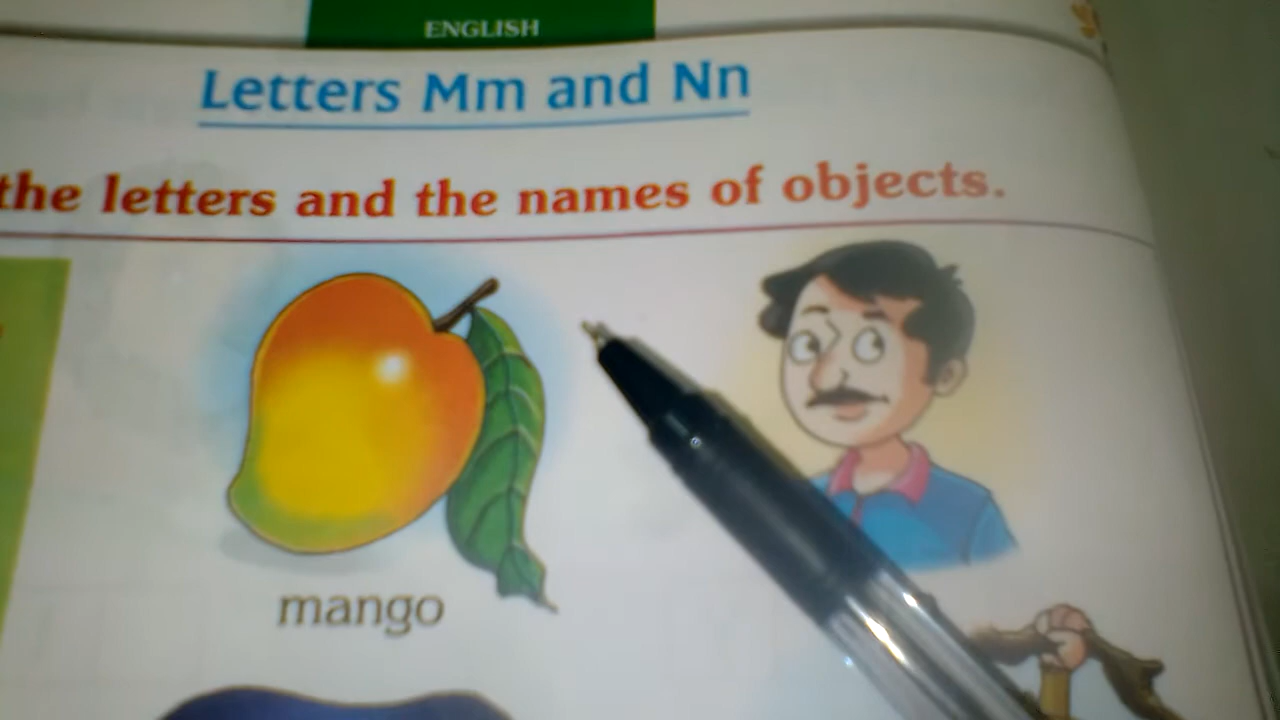 ENGLISH
Letters Mm and Nn
the letters and the names of objects.
mango